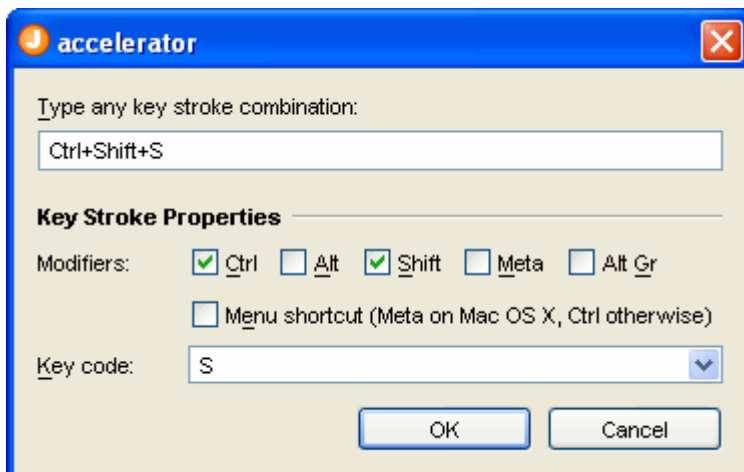 accelerator
Type any key stroke combination:
Ctrl+Shift+S
Key Stroke Properties
Modifiers: Ctrl Alt Shift Meta Alt Gr
Menu shortcut (Meta on Mac OS X, Ctrl otherwise)
Key code: S
OK Cancel